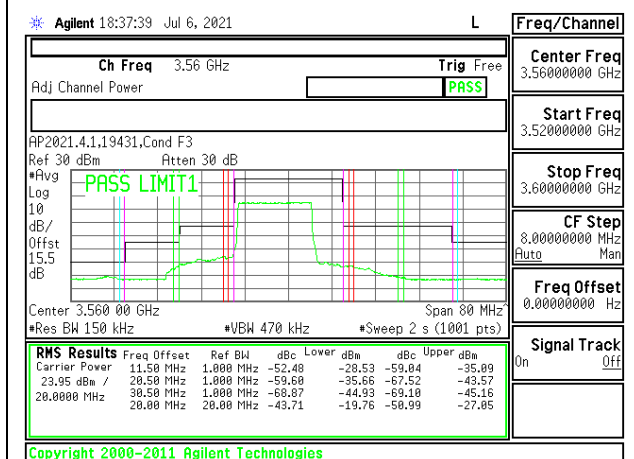 Agilent 18:37:39 Jul 6, 2021 L
Freq/Channel
Ch Freq 3.56 GHz Trig Free
Adj Channel Power PASS
AP2021.4.1,19431,Cond F3
Ref 30 dBm Atten 30 dB
#Avg
Log
10
dB/
Offst
15.5
dB
PASS LIMIT1
Center 3.560 00 GHz Span 80 MHz
#Res BW 150 kHz #VBW 470 kHz #Sweep 2 s (1001 pts)
RMS Results Freq Offset Ref BW dBc Lower dBm dBc Upper dBm
Carrier Power 11.50 MHz 1.000 MHz -52.48 -28.53 -59.04 -35.09
23.95 dBm / 20.50 MHz 1.000 MHz -59.60 -35.66 -67.52 -43.57
20.0000 MHz 30.50 MHz 1.000 MHz -68.87 -44.93 -69.10 -45.16
20.00 MHz 20.00 MHz -43.71 -19.76 -50.99 -27.05
Copyright 2000-2011 Agilent Technologies
Center Freq
3.56000000 GHz
Start Freq
3.52000000 GHz
Stop Freq
3.60000000 GHz
CF Step
8.00000000 MHz
Auto Man
Freq Offset
0.00000000 Hz
Signal Track
On Off